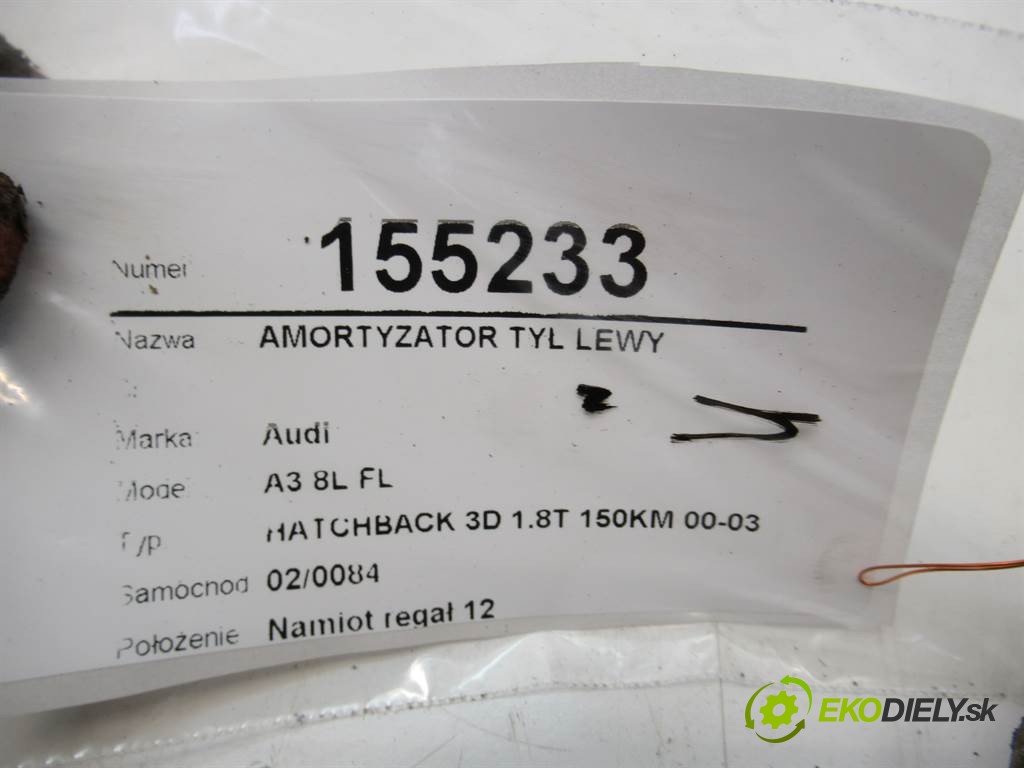 Numer 155233
Nazwa AMORTYZATOR TYŁ LEWY
Marka Audi
Model A3 8L FL
Typ HATCHBACK 3D 1.8T 150KM 00-03
Samochod 02/0084
Położenie Namiot regał 12
EKODIELY.sk